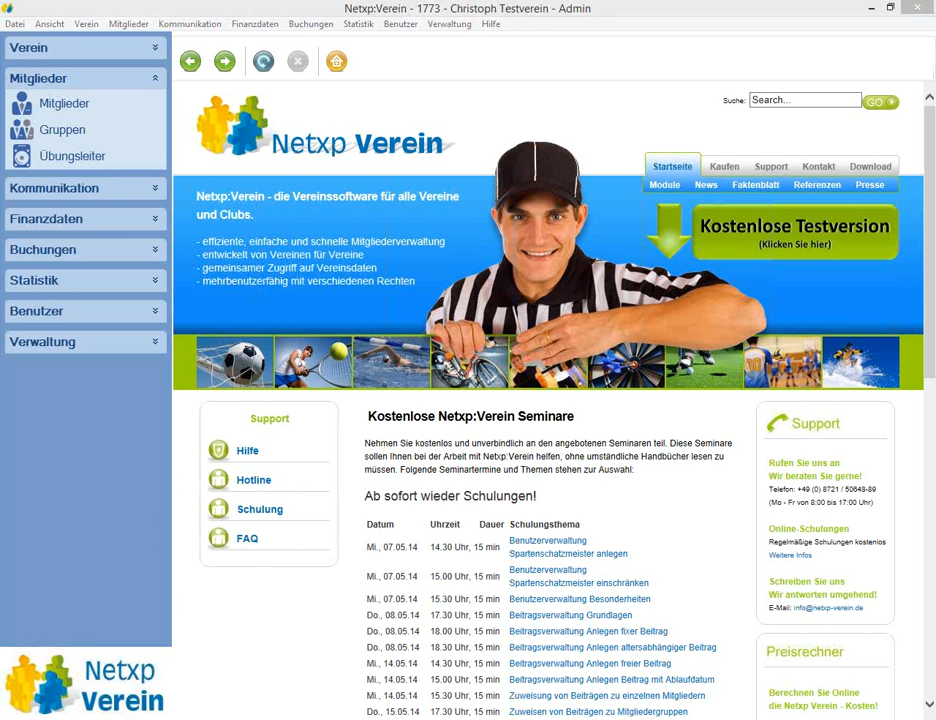 Netxp:Verein - 1773 - Christoph Testverein - Admin
Datei Ansicht Verein Mitglieder Kommunikation Finanzdaten Buchungen Statistik Benutzer Verwaltung Hilfe
Verein
Mitglieder
Mitglieder
Gruppen
Übungsleiter
Kommunikation
Finanzdaten
Buchungen
Statistik
Benutzer
Verwaltung
Netxp Verein
Netxp Verein
Suche: Search... GO
Startseite Kaufen Support Kontakt Download
Module News Faktenblatt Referenzen Presse
Netxp:Verein - die Vereinssoftware für alle Vereine
und Clubs.
- effiziente, einfache und schnelle Mitgliederverwaltung
- entwickelt von Vereinen für Vereine
- gemeinsamer Zugriff auf Vereinsdaten
- mehrbenutzerfähig mit verschiedenen Rechten
Kostenlose Testversion
(Klicken Sie hier)
10
Support
Hilfe
Hotline
Schulung
FAQ
Kostenlose Netxp:Verein Seminare
Nehmen Sie kostenlos und unverbindlich an den angebotenen Seminaren teil. Diese Seminare
sollen Ihnen bei der Arbeit mit Netxp:Verein helfen, ohne umständliche Handbücher lesen zu
müssen. Folgende Seminartermine und Themen stehen zur Auswahl:
Ab sofort wieder Schulungen!
Datum Uhrzeit Dauer Schulungsthema
Mi., 07.05.14 14.30 Uhr, 15 min Benutzerverwaltung
Spartenschatzmeister anlegen
Mi., 07.05.14 15.00 Uhr, 15 min Benutzerverwaltung
Spartenschatzmeister einschränken
Mi., 07.05.14 15.30 Uhr, 15 min Benutzerverwaltung Besonderheiten
Do., 08.05.14 17.30 Uhr, 15 min Beitragsverwaltung Grundlagen
Do., 08.05.14 18.00 Uhr, 15 min Beitragsverwaltung Anlegen fixer Beitrag
Do., 08.05.14 18.30 Uhr, 15 min Beitragsverwaltung Anlegen altersabhängiger Beitrag
Mi., 14.05.14 14.30 Uhr, 15 min Beitragsverwaltung Anlegen freier Beitrag
Mi., 14.05.14 15.00 Uhr, 15 min Beitragsverwaltung Anlegen Beitrag mit Ablaufdatum
Mi., 14.05.14 15.30 Uhr, 15 min Zuweisung von Beiträgen zu einzelnen Mitgliedern
Do., 15.05.14 17.30 Uhr, 15 min Zuweisen von Beiträgen zu Mitgliedergruppen
Support
Rufen Sie uns an
Wir beraten Sie gerne!
Telefon: +49 (0) 8721 / 50648-89
(Mo - Fr von 8:00 bis 17:00 Uhr)
Online-Schulungen
Regelmäßige Schulungen kostenlos
Weitere Infos
Schreiben Sie uns
Wir antworten umgehend!
E-Mail: info@netxp-verein.de
Preisrechner
Berechnen Sie Online
die Netxp Verein - Kosten!